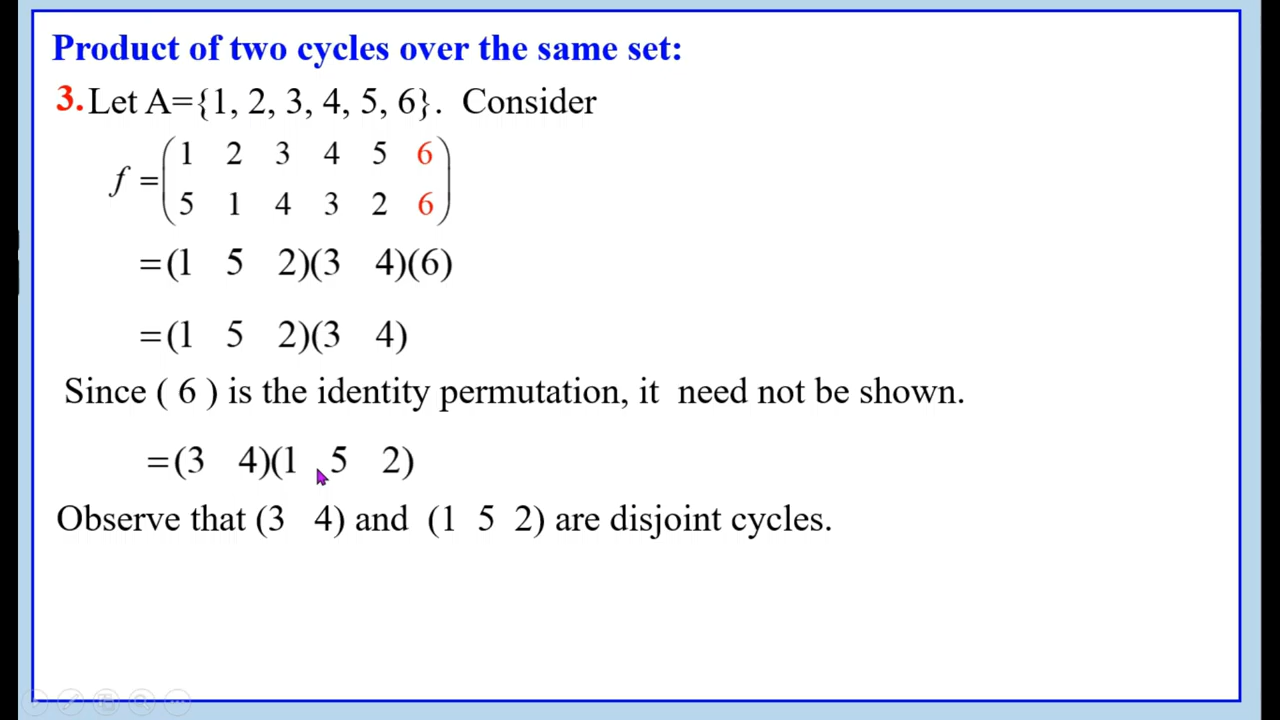 Product of two cycles over the same set:
3. Let A={1, 2, 3, 4, 5, 6}. Consider
f = (1 2 3 4 5 6
5 1 4 3 2 6)
=(1 5 2)(3 4)(6)
=(1 5 2)(3 4)
Since ( 6 ) is the identity permutation, it need not be shown.
=(3 4)(1 5 2)
Observe that (3 4) and (1 5 2) are disjoint cycles.